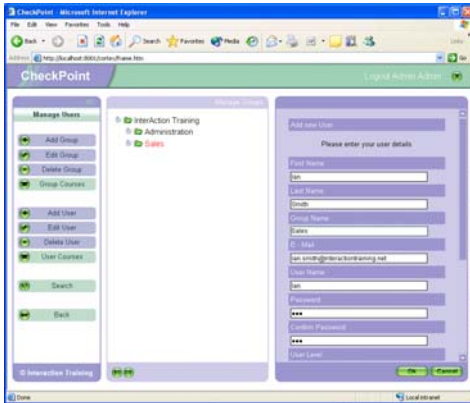 CheckPoint - Microsoft Internet Explorer
File Edit View Favorites Tools Help
Back Search Favorites Media
Address http://localhost:8080/cortex/frame.htm Go Links
CheckPoint
Logout Admin Admin
Manage Users
Add Group
Edit Group
Delete Group
Group Courses
Add User
Edit User
Delete User
User Courses
Search
Back
© Interaction Training
Manage Groups
InterAction Training
Administration
Sales
Add new User
Please enter your user details.
First Name
Ian
Last Name
Smith
Group Name
Sales
E - Mail
ian.smith@interactiontraining.net
User Name
Ian
Password
•••
Confirm Password
•••
User Level
Ok Cancel
Done
Local intranet